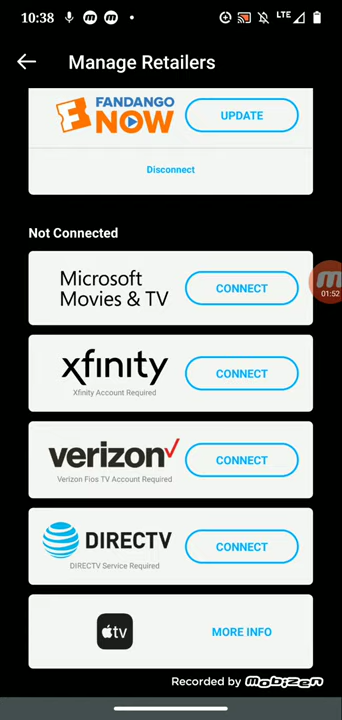 10:38
LTE
Manage Retailers
FANDANGO
NOW
UPDATE
Disconnect
Not Connected
Microsoft
Movies & TV
CONNECT
01:52
xfinity
CONNECT
Xfinity Account Required
verizon
CONNECT
Verizon Fios TV Account Required
DIRECTV
CONNECT
DIRECTV Service Required
tv
MORE INFO
Recorded by mobizen